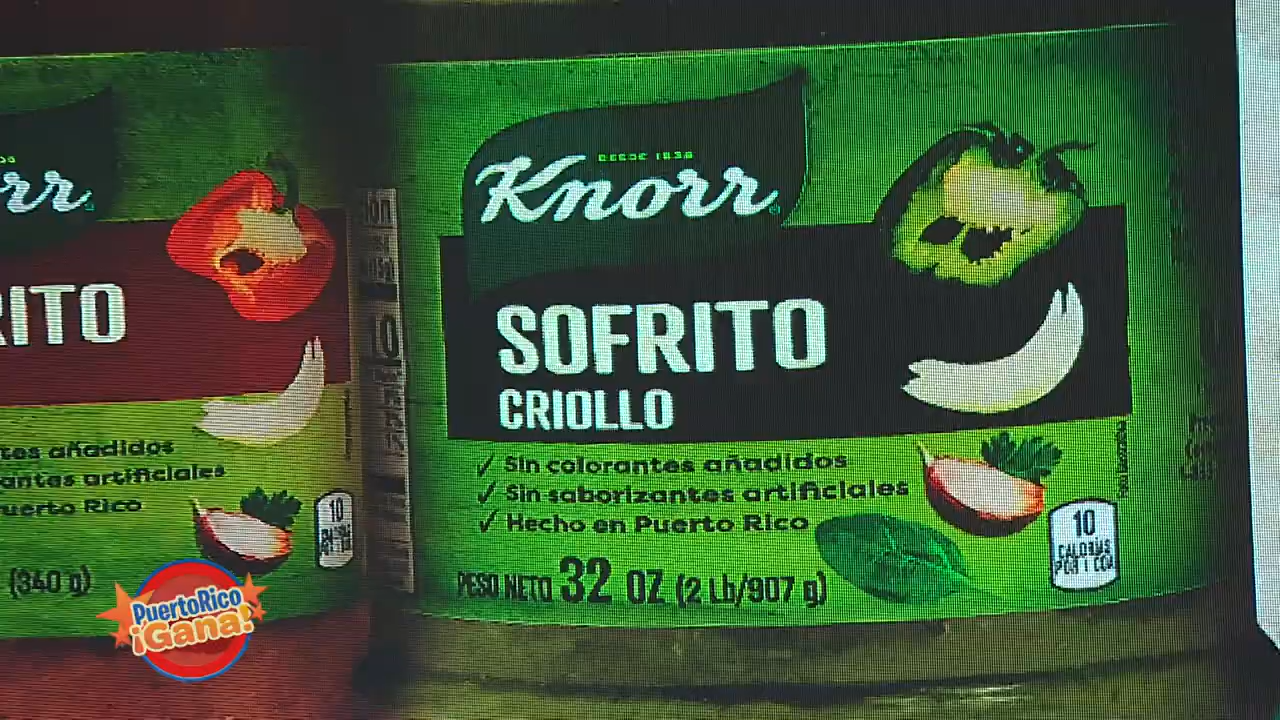 rr
RITO
tes añadidos
antes artificiales
uerto Rico
10
(340 g)
DESDE 1838
Knorr
SOFRITO
CRIOLLO
✓ Sin colorantes añadidos
✓ Sin saborizantes artificiales
✓ Hecho en Puerto Rico
PESO NETO 32 OZ (2 Lb/907 g)
10
CALORÍAS
PuertoRico
¡Gana!